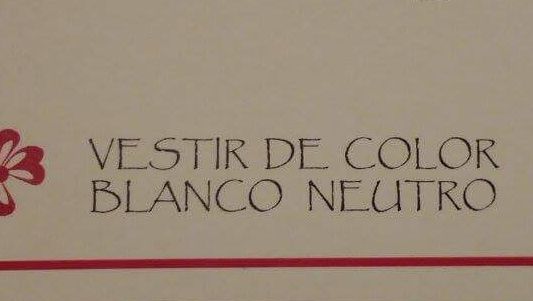 VESTIR DE COLOR
BLANCO NEUTRO